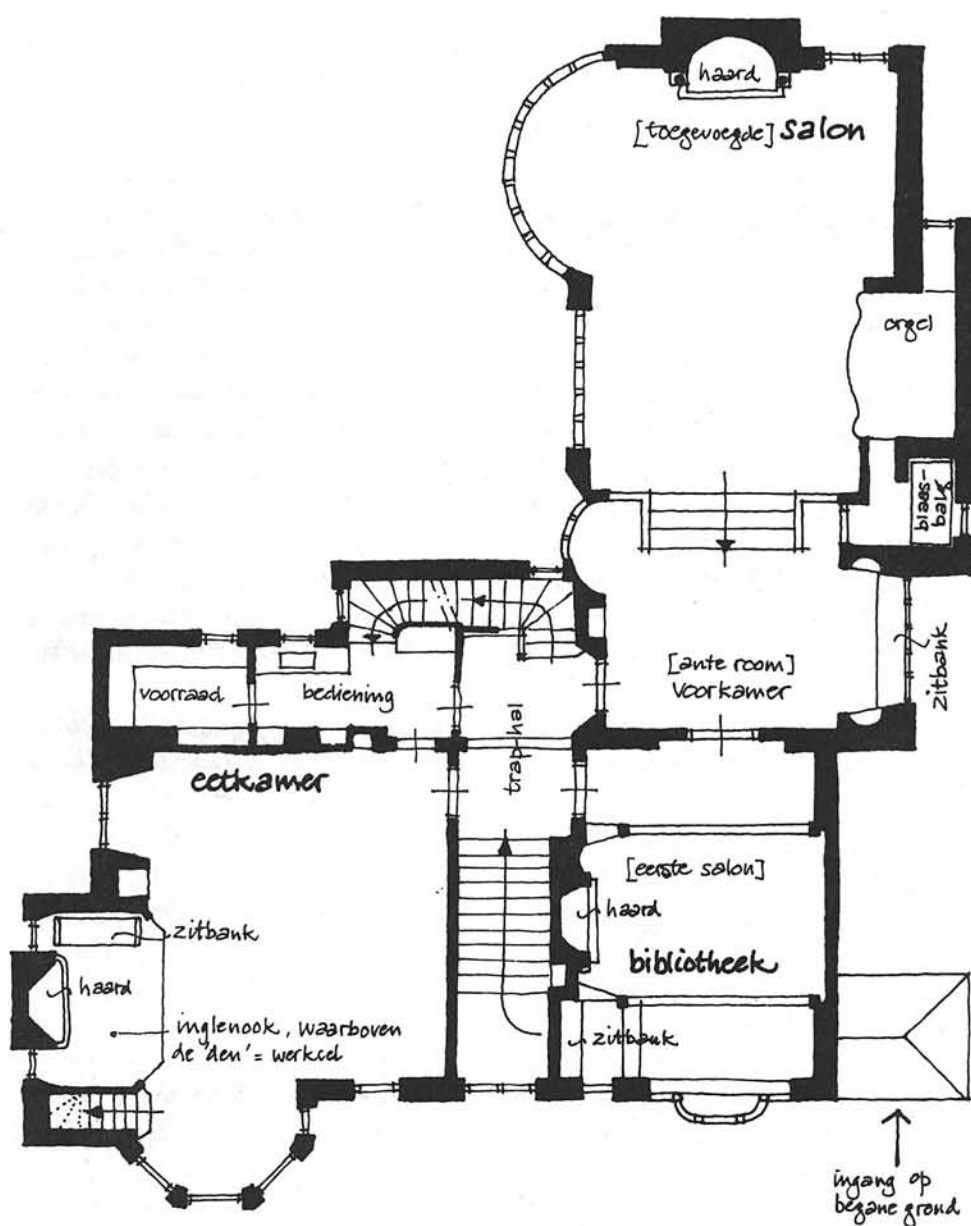 haard
[toegevoegde] salon
orgel
blaas-
balg
zitbank
[ante room]
voorkamer
voorraad
bediening
trap-hal
eetkamer
[eerste salon]
haard
bibliotheek
zitbank
zitbank
haard
inglenook, waarboven
de 'den' = werkcel
ingang op
begane grond